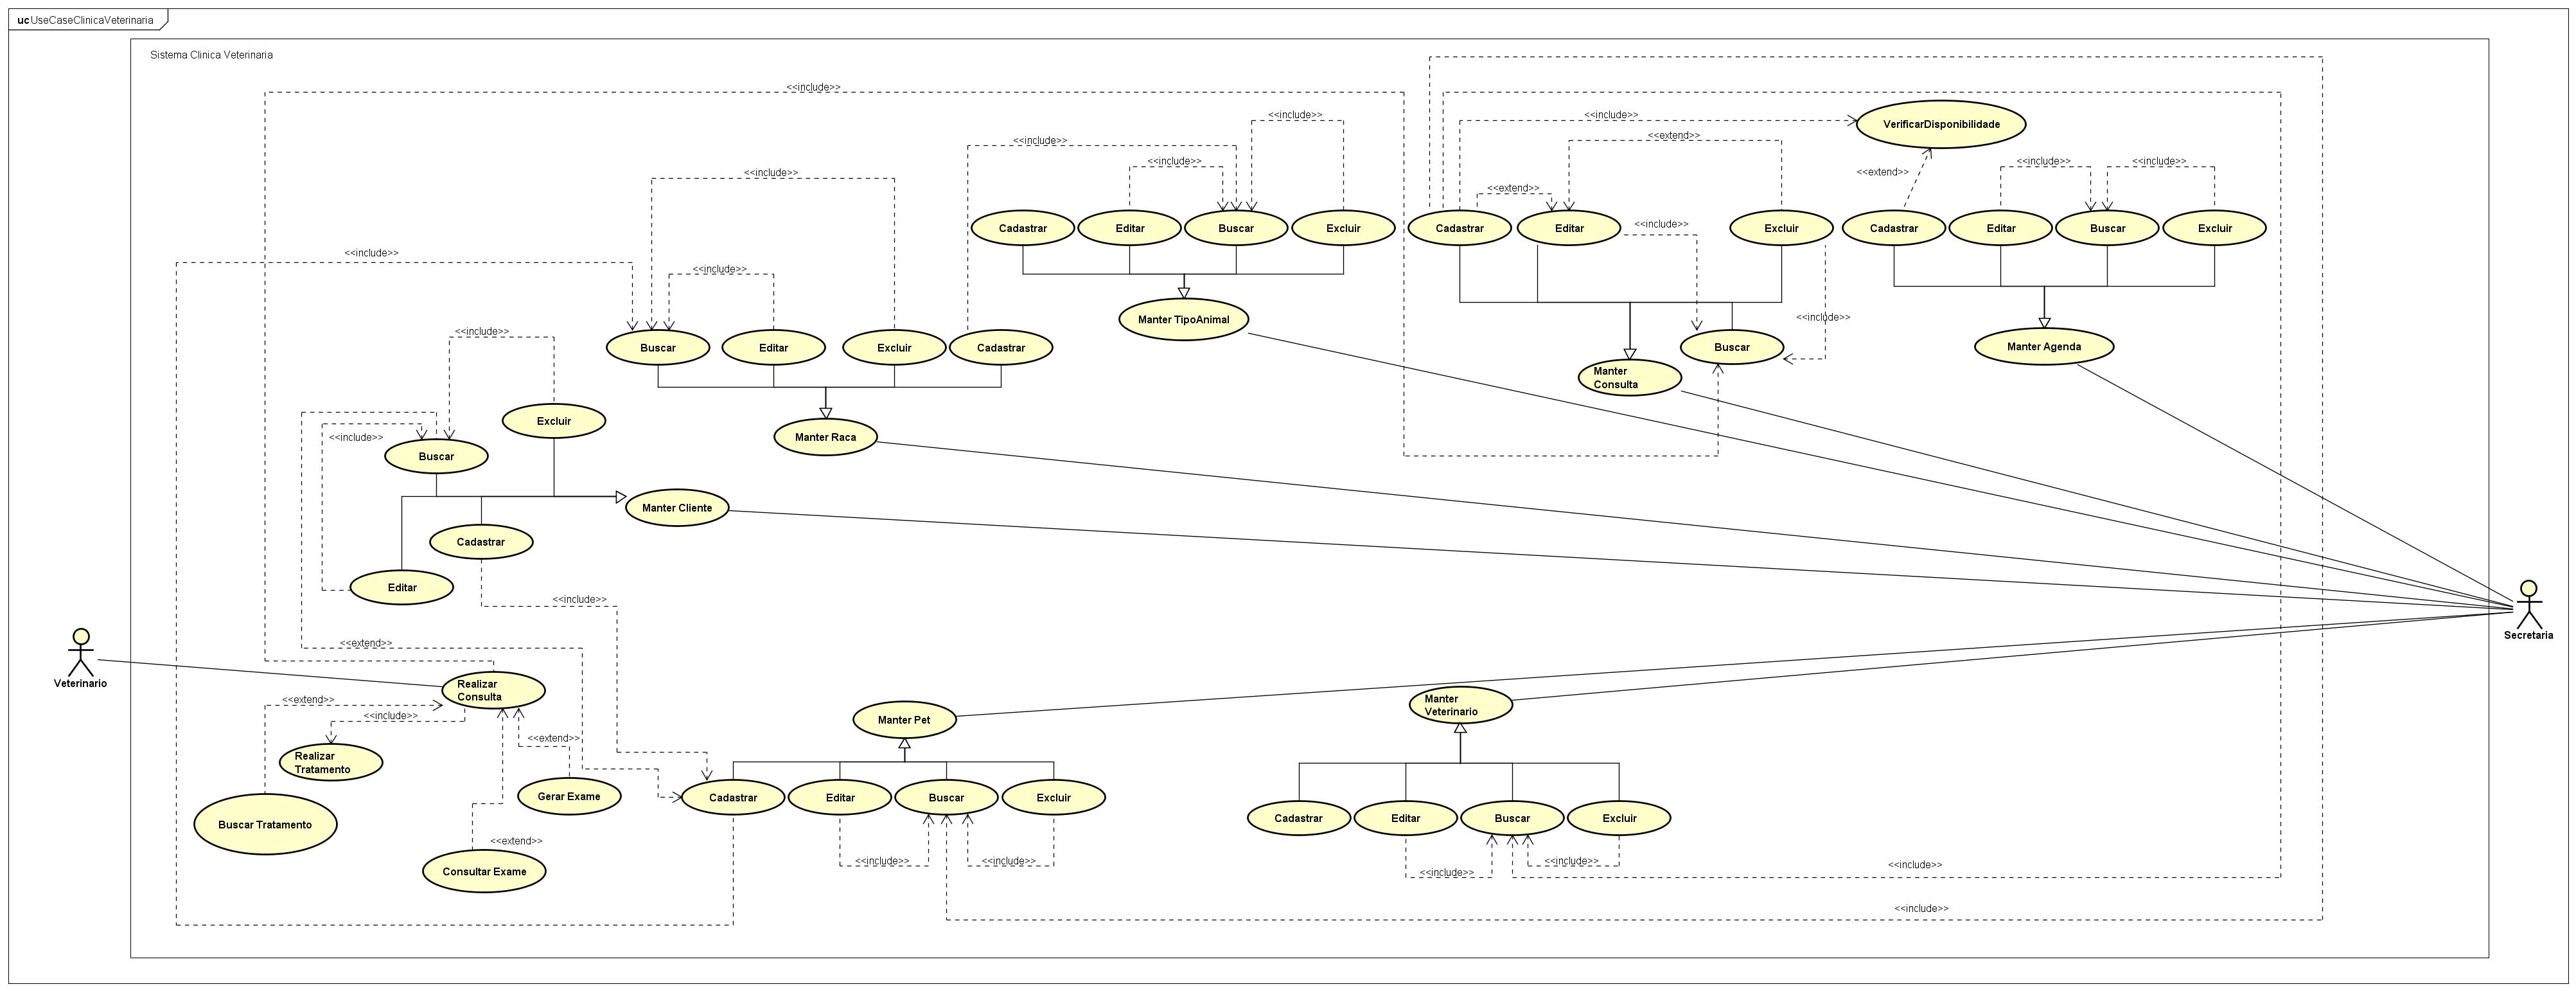 uc UseCaseClinicaVeterinaria
Sistema Clinica Veterinaria
<<include>>
<<include>>
<<include>>
<<include>>
<<include>>
<<extend>>
VerificarDisponibilidade
<<include>>
<<include>>
<<include>>
<<extend>>
<<include>>
<<extend>>
Cadastrar
Editar
Buscar
Excluir
Cadastrar
Editar
<<include>>
Excluir
Cadastrar
Editar
Buscar
Excluir
<<include>>
<<include>>
Manter TipoAnimal
<<include>>
<<include>>
Buscar
Editar
Excluir
Cadastrar
Buscar
Manter Agenda
Manter
Consulta
Excluir
Manter Raca
<<include>>
Buscar
Manter Cliente
Cadastrar
Editar
<<include>>
Secretaria
<<extend>>
Veterinario
Realizar
Consulta
<<extend>>
<<include>>
Manter
Veterinario
Manter Pet
<<extend>>
Realizar
Tratamento
Gerar Exame
Cadastrar
Editar
Buscar
Excluir
Buscar Tratamento
Cadastrar
Editar
Buscar
Excluir
<<extend>>
<<include>>
<<include>>
<<include>>
<<include>>
Consultar Exame
<<include>>
<<include>>